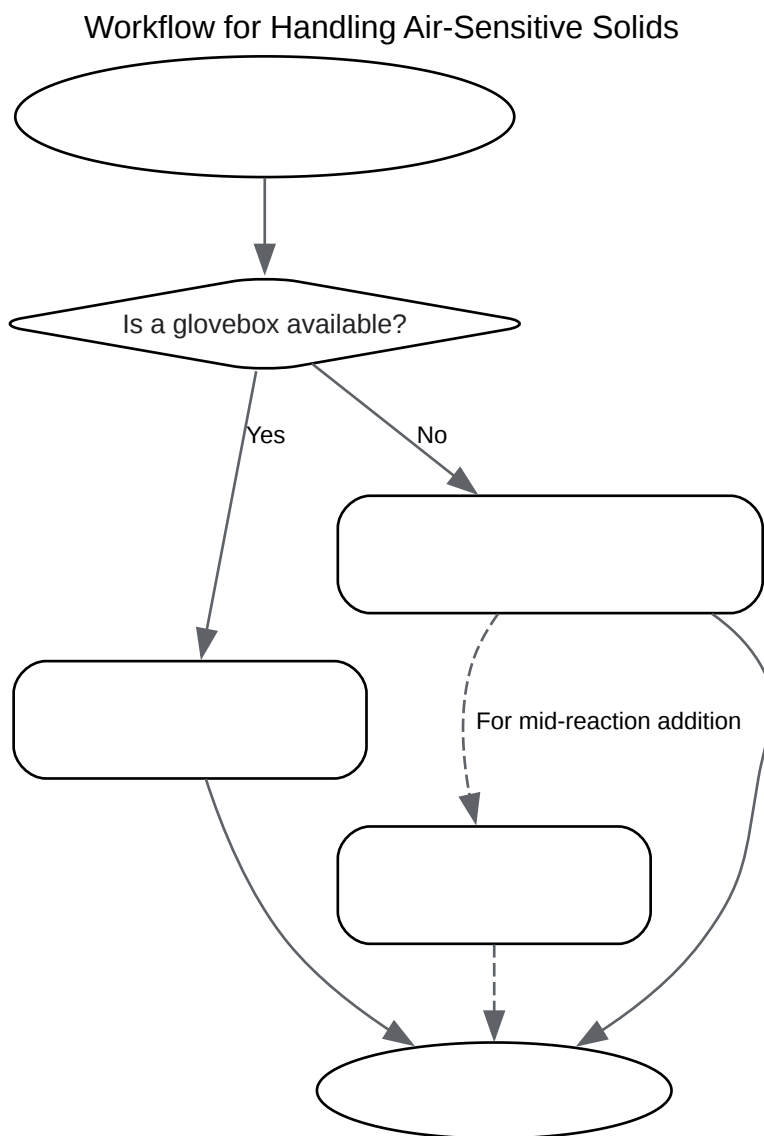 Workflow for Handling Air-Sensitive Solids
Is a glovebox available?
Yes
No
For mid-reaction addition